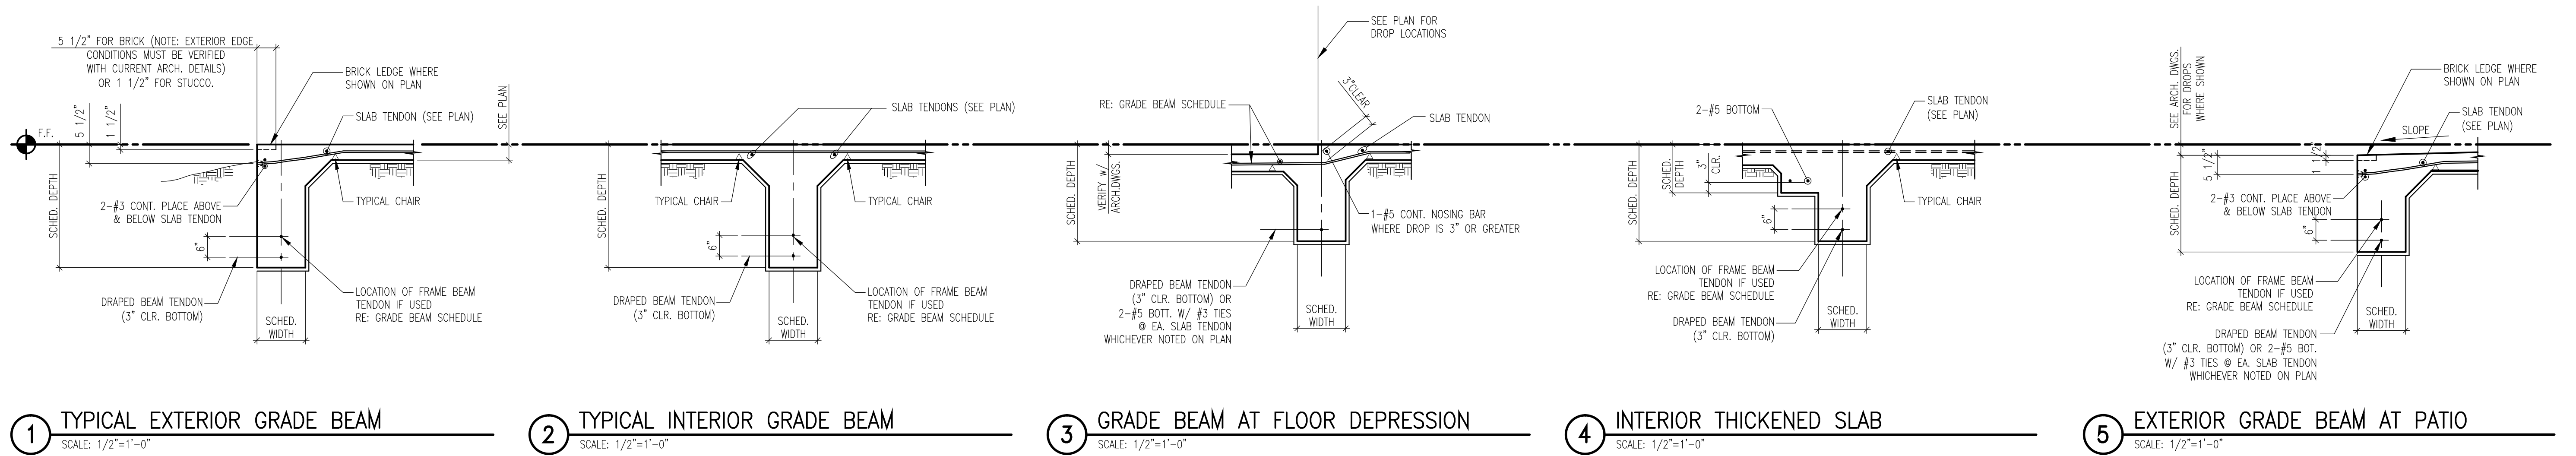 5 1/2" FOR BRICK (NOTE: EXTERIOR EDGE
CONDITIONS MUST BE VERIFIED
WITH CURRENT ARCH. DETAILS)
OR 1 1/2" FOR STUCCO.
BRICK LEDGE WHERE
SHOWN ON PLAN
SLAB TENDON (SEE PLAN)
SEE PLAN
5 1/2"
1 1/2"
F.F.
SCHED. DEPTH
2-#3 CONT. PLACE ABOVE
& BELOW SLAB TENDON
TYPICAL CHAIR
6"
DRAPED BEAM TENDON
(3" CLR. BOTTOM)
LOCATION OF FRAME BEAM
TENDON IF USED
RE: GRADE BEAM SCHEDULE
SCHED.
WIDTH
1
TYPICAL EXTERIOR GRADE BEAM
SCALE: 1/2"=1'-0"
SLAB TENDONS (SEE PLAN)
SCHED. DEPTH
TYPICAL CHAIR
TYPICAL CHAIR
6"
DRAPED BEAM TENDON
(3" CLR. BOTTOM)
LOCATION OF FRAME BEAM
TENDON IF USED
RE: GRADE BEAM SCHEDULE
SCHED.
WIDTH
2
TYPICAL INTERIOR GRADE BEAM
SCALE: 1/2"=1'-0"
SEE PLAN FOR
DROP LOCATIONS
3"CLEAR
RE: GRADE BEAM SCHEDULE
SLAB TENDON
SCHED. DEPTH
VERIFY W/
ARCH.DWGS.
1-#5 CONT. NOSING BAR
WHERE DROP IS 3" OR GREATER
DRAPED BEAM TENDON
(3" CLR. BOTTOM) OR
2-#5 BOTT. W/ #3 TIES
@ EA. SLAB TENDON
WHICHEVER NOTED ON PLAN
SCHED.
WIDTH
3
GRADE BEAM AT FLOOR DEPRESSION
SCALE: 1/2"=1'-0"
2-#5 BOTTOM
SLAB TENDON
(SEE PLAN)
SCHED. DEPTH
SCHED.
DEPTH
3"
CLR.
TYPICAL CHAIR
6"
LOCATION OF FRAME BEAM
TENDON IF USED
RE: GRADE BEAM SCHEDULE
DRAPED BEAM TENDON
(3" CLR. BOTTOM)
SCHED.
WIDTH
4
INTERIOR THICKENED SLAB
SCALE: 1/2"=1'-0"
SEE ARCH. DWGS.
FOR DROPS
WHERE SHOWN
BRICK LEDGE WHERE
SHOWN ON PLAN
SLAB TENDON
(SEE PLAN)
SLOPE
5 1/2"
1 1/2"
SCHED. DEPTH
2-#3 CONT. PLACE ABOVE
& BELOW SLAB TENDON
6"
LOCATION OF FRAME BEAM
TENDON IF USED
RE: GRADE BEAM SCHEDULE
DRAPED BEAM TENDON
(3" CLR. BOTTOM) OR 2-#5 BOT.
W/ #3 TIES @ EA. SLAB TENDON
WHICHEVER NOTED ON PLAN
SCHED.
WIDTH
5
EXTERIOR GRADE BEAM AT PATIO
SCALE: 1/2"=1'-0"